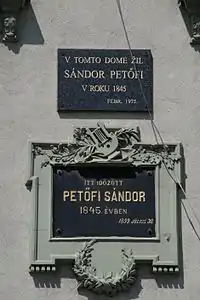 V TOMTO DOME ŽIL
SÁNDOR PETŐFI
V ROKU 1845
ITT IDŐZÖTT
PETŐFI SÁNDOR
1845. ÉVBEN